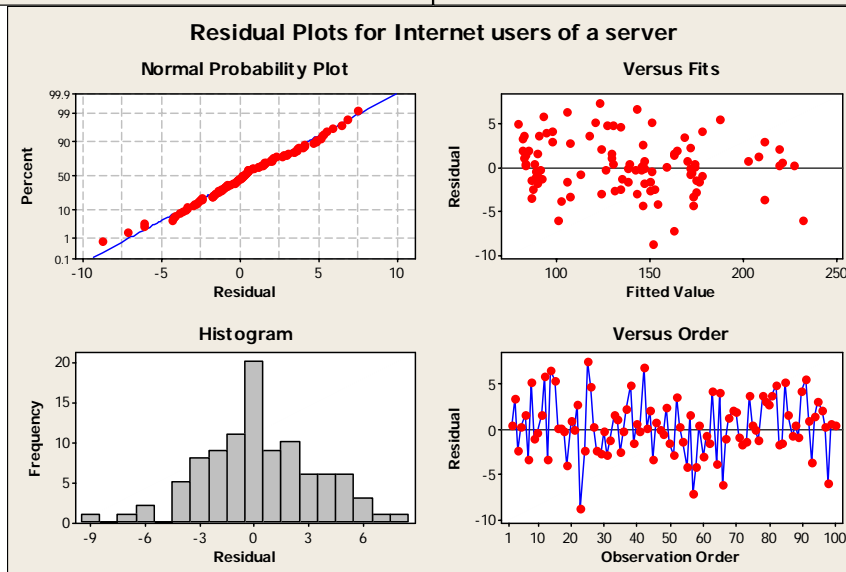 Residual Plots for Internet users of a server
Normal Probability Plot
99.9
99
90
50
10
1
0.1
Percent
-10 -5 0 5 10
Residual
Versus Fits
5
0
-5
-10
Residual
100 150 200 250
Fitted Value
Histogram
20
15
10
5
0
Frequency
-9 -6 -3 0 3 6
Residual
Versus Order
5
0
-5
-10
Residual
1 10 20 30 40 50 60 70 80 90 100
Observation Order